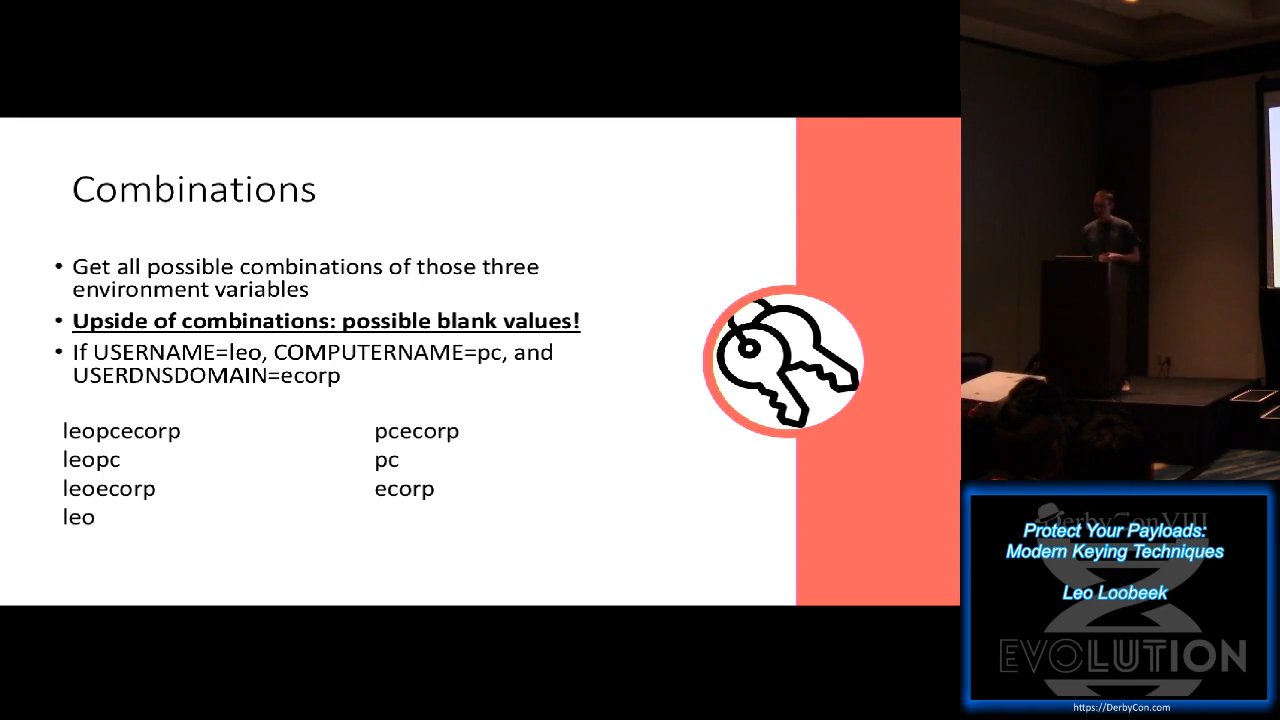 Combinations
• Get all possible combinations of those three
environment variables
• Upside of combinations: possible blank values!
• If USERNAME=leo, COMPUTERNAME=pc, and
USERDNSDOMAIN=ecorp
leopcecorp
leopc
leoecorp
leo
pcecorp
pc
ecorp
DerbyCon VIII
Protect Your Payloads:
Modern Keying Techniques
Leo Loobeek
EVOLUTION
https://DerbyCon.com